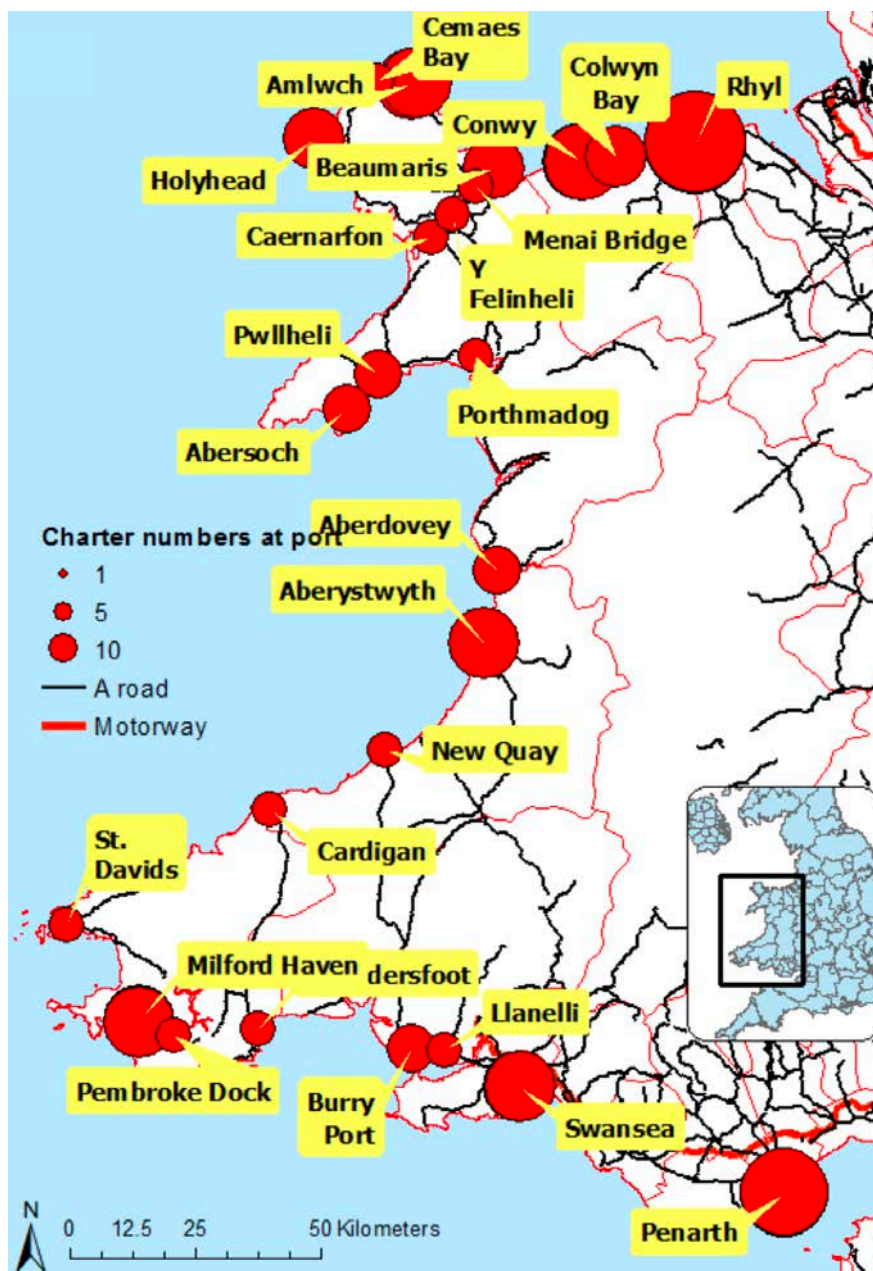 Cemaes
Bay
Amlwch
Colwyn
Bay
Rhyl
Conwy
Beaumaris
Holyhead
Caernarfon
Menai Bridge
Y
Felinheli
Pwllheli
Porthmadog
Abersoch
Charter numbers at port
1
5
10
A road
Motorway
Aberdovey
Aberystwyth
New Quay
Cardigan
St.
Davids
Milford Haven
dersfoot
Llanelli
Pembroke Dock
Burry
Port
Swansea
Penarth
N
0 12.5 25 50 Kilometers